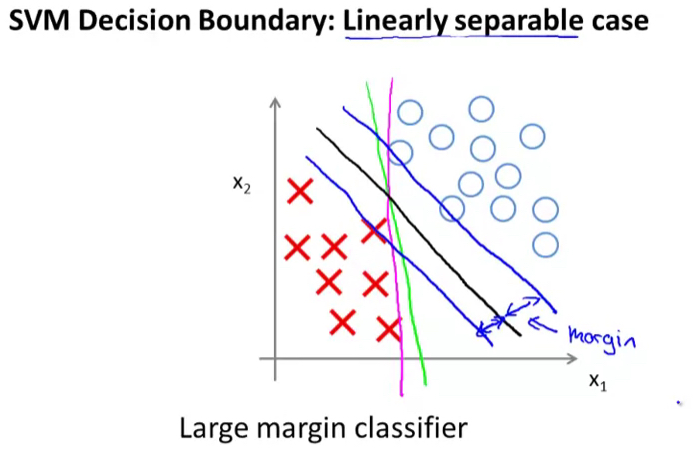 SVM Decision Boundary: Linearly separable case
x2
margin
x1
Large margin classifier